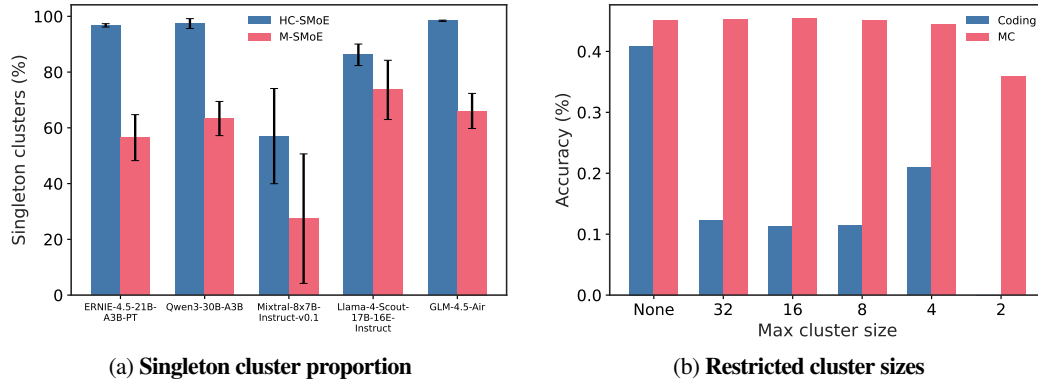 Singleton clusters (%)
100
80
60
40
20
0
HC-SMoE
M-SMoE
ERNIE-4.5-21B-
A3B-PT
Qwen3-30B-A3B
Mixtral-8x7B-
Instruct-v0.1
Llama-4-Scout-
17B-16E-
Instruct
GLM-4.5-Air
(a) Singleton cluster proportion
Accuracy (%)
0.4
0.3
0.2
0.1
0.0
Coding
MC
None 32 16 8 4 2
Max cluster size
(b) Restricted cluster sizes